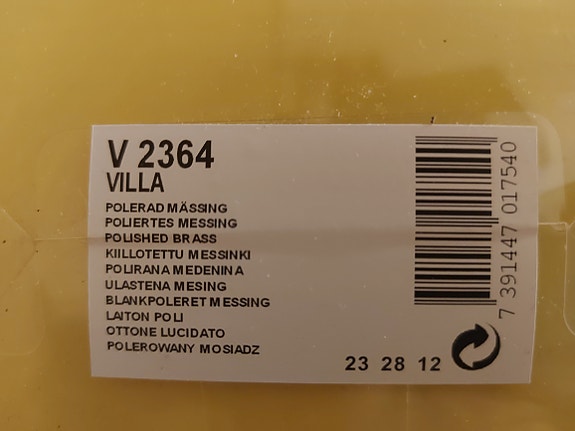 V 2364
VILLA
POLERAD MÄSSING
POLIERTES MESSING
POLISHED BRASS
KIILLOTETTU MESSINKI
POLIRANA MEDENINA
ULASTENA MESING
BLANKPOLERET MESSING
LAITON POLI
OTTONE LUCIDATO
POLEROWANY MOSIADZ
23 28 12
7 391447 017540